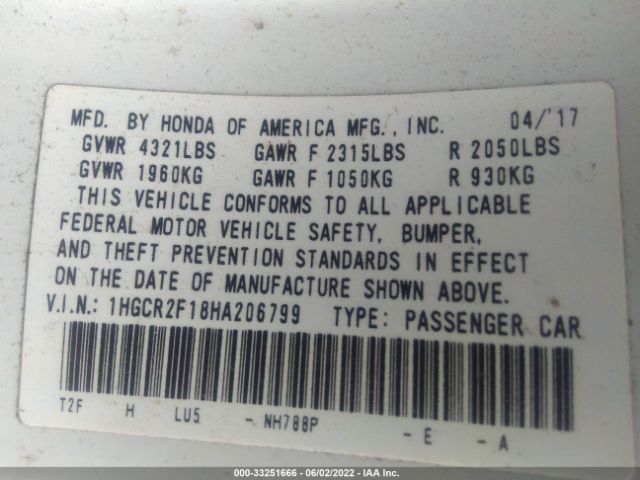 MFD. BY HONDA OF AMERICA MFG., INC. 04/'17
GVWR 4321LBS GAWR F 2315LBS R 2050LBS
GVWR 1960KG GAWR F 1050KG R 930KG
THIS VEHICLE CONFORMS TO ALL APPLICABLE
FEDERAL MOTOR VEHICLE SAFETY, BUMPER,
AND THEFT PREVENTION STANDARDS IN EFFECT
ON THE DATE OF MANUFACTURE SHOWN ABOVE.
V.I.N.: 1HGCR2F18HA206799 TYPE: PASSENGER CAR
T2F H LU5 - NH788P - E - A
000-33251666 - 06/02/2022 - IAA Inc.